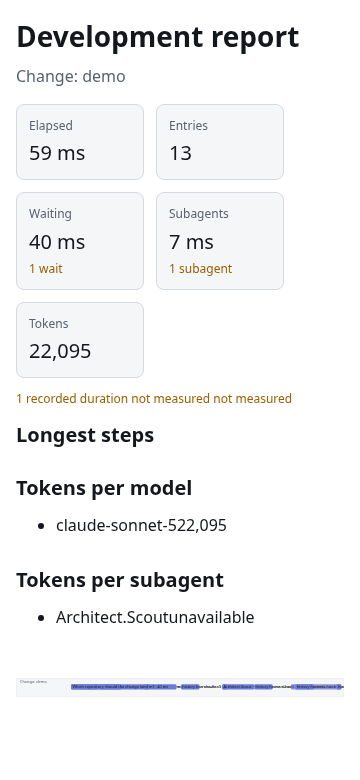 Development report
Change: demo
Elapsed
59 ms
Entries
13
Waiting
40 ms
1 wait
Subagents
7 ms
1 subagent
Tokens
22,095
1 recorded duration not measured not measured
Longest steps
Tokens per model
claude-sonnet-522,095
Tokens per subagent
Architect.Scoutunavailable
Change: demo